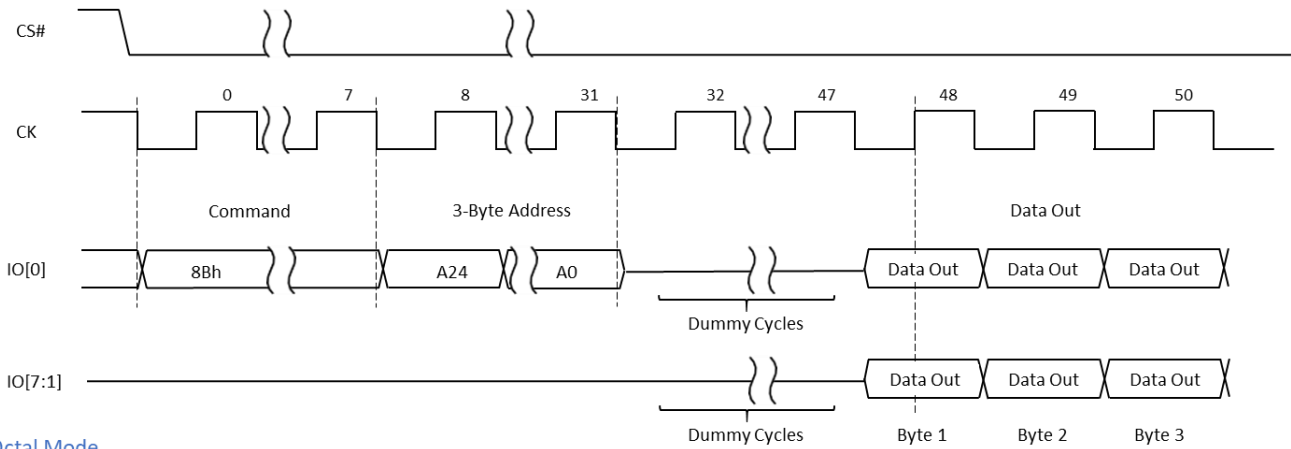 CS#
0 7 8 31 32 47 48 49 50
CK
Command 3-Byte Address Data Out
IO[0] 8Bh A24 A0 Data Out Data Out Data Out
Dummy Cycles
IO[7:1] Data Out Data Out Data Out
Dummy Cycles Byte 1 Byte 2 Byte 3
Octal Mode